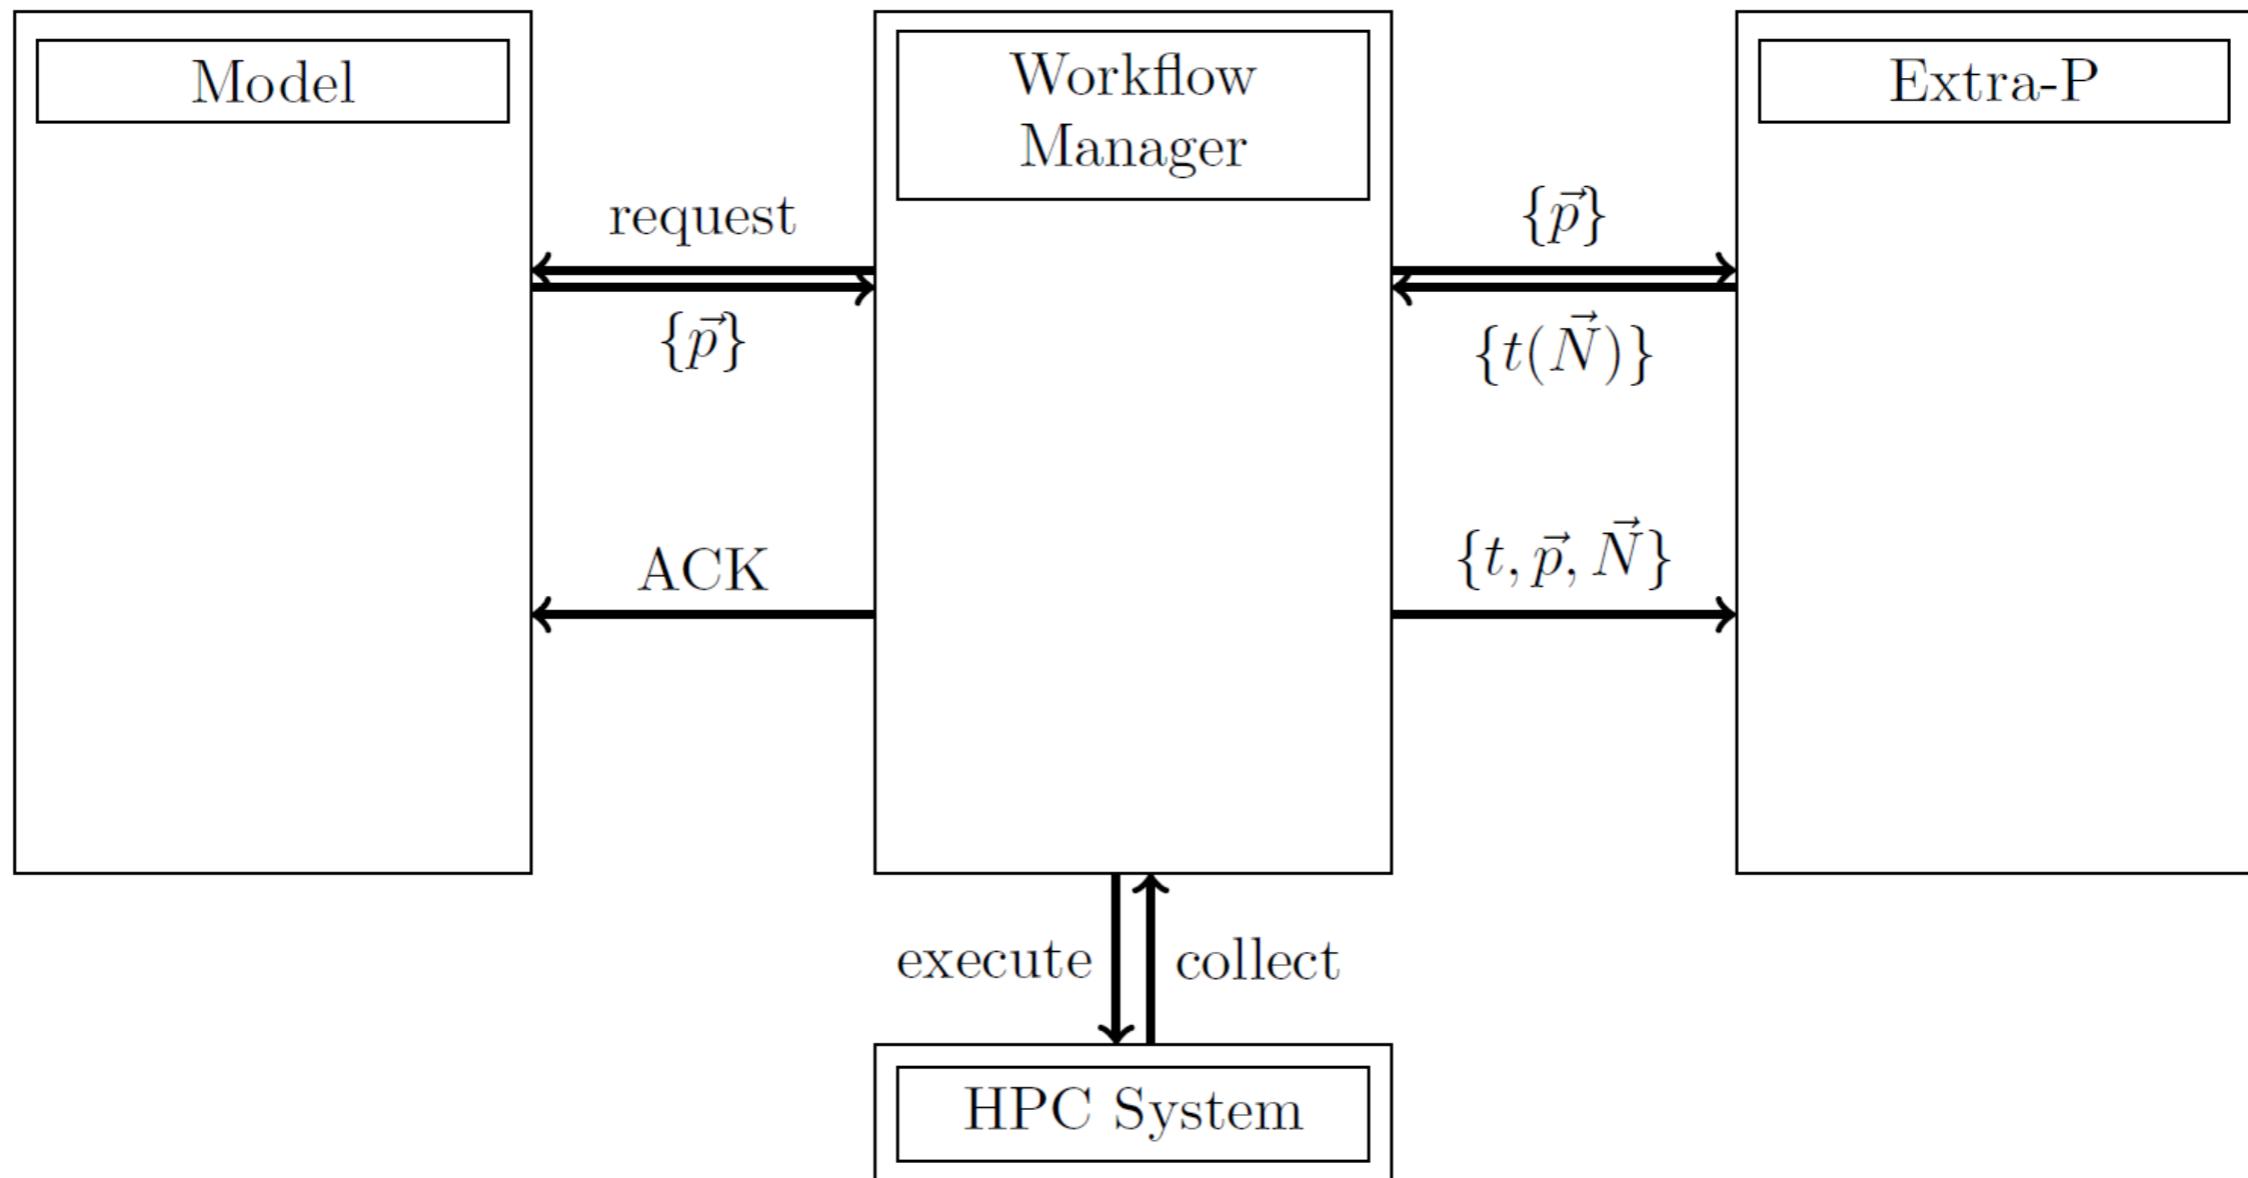 Model
Workflow
Manager
Extra-P
request
{p⃗}
{p⃗}
{t(N⃗)}
ACK
{t, p⃗, N⃗}
execute
collect
HPC System